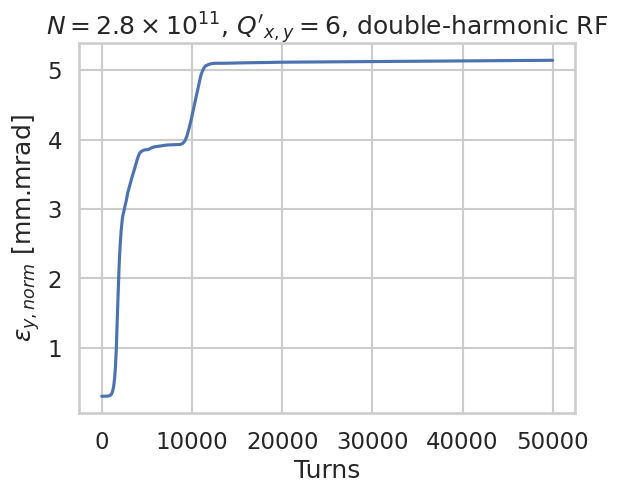 N = 2.8 × 10¹¹, Q′ₓ,ᵧ = 6, double-harmonic RF
5
4
3
2
1
εᵧ,ₙₒᵣₘ [mm.mrad]
0 10000 20000 30000 40000 50000
Turns